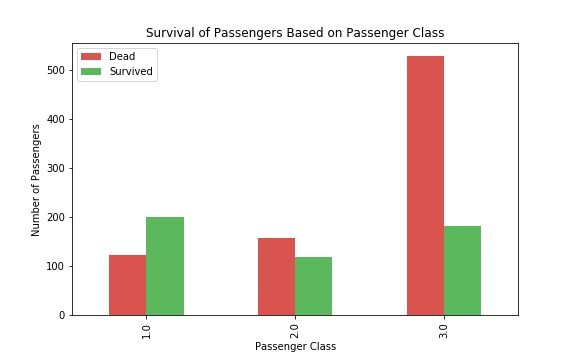 Survival of Passengers Based on Passenger Class
Dead
Survived
500
400
300
200
100
0
Number of Passengers
1.0
2.0
3.0
Passenger Class